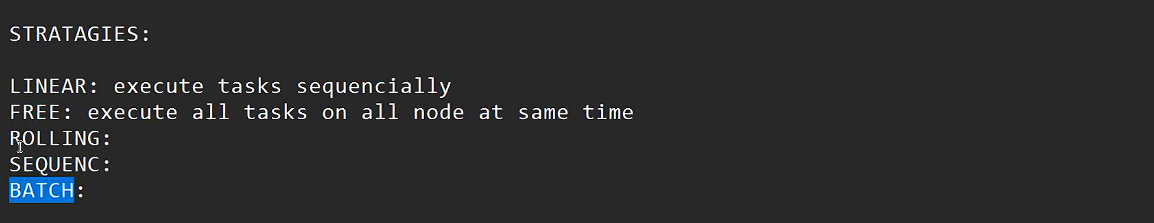 STRATAGIES:
LINEAR: execute tasks sequencially
FREE: execute all tasks on all node at same time
ROLLING:
SEQUENC:
BATCH: